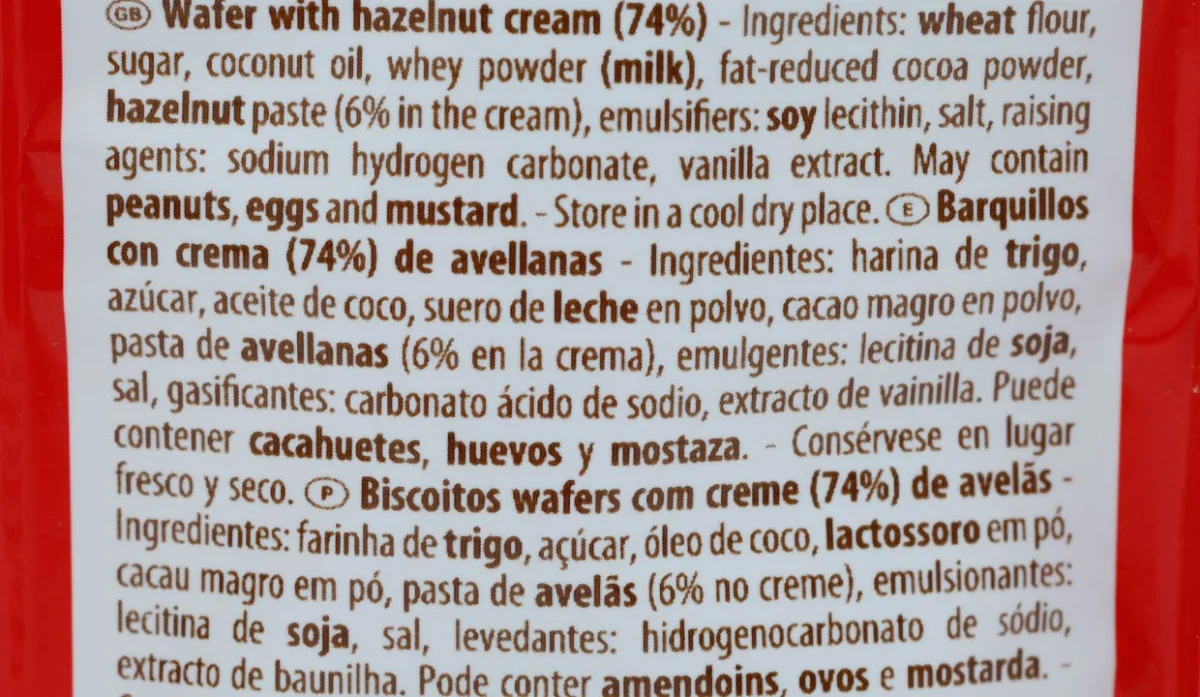 GB Wafer with hazelnut cream (74%) - Ingredients: wheat flour,
sugar, coconut oil, whey powder (milk), fat-reduced cocoa powder,
hazelnut paste (6% in the cream), emulsifiers: soy lecithin, salt, raising
agents: sodium hydrogen carbonate, vanilla extract. May contain
peanuts, eggs and mustard. - Store in a cool dry place. E Barquillos
con crema (74%) de avellanas - Ingredientes: harina de trigo,
azúcar, aceite de coco, suero de leche en polvo, cacao magro en polvo,
pasta de avellanas (6% en la crema), emulgentes: lecitina de soja,
sal, gasificantes: carbonato ácido de sodio, extracto de vainilla. Puede
contener cacahuetes, huevos y mostaza. - Consérvese en lugar
fresco y seco. P Biscoitos wafers com creme (74%) de avelãs -
Ingredientes: farinha de trigo, açúcar, óleo de coco, lactossoro em pó,
cacau magro em pó, pasta de avelãs (6% no creme), emulsionantes:
lecitina de soja, sal, levedantes: hidrogenocarbonato de sódio,
extracto de baunilha. Pode conter amendoins, ovos e mostarda. -